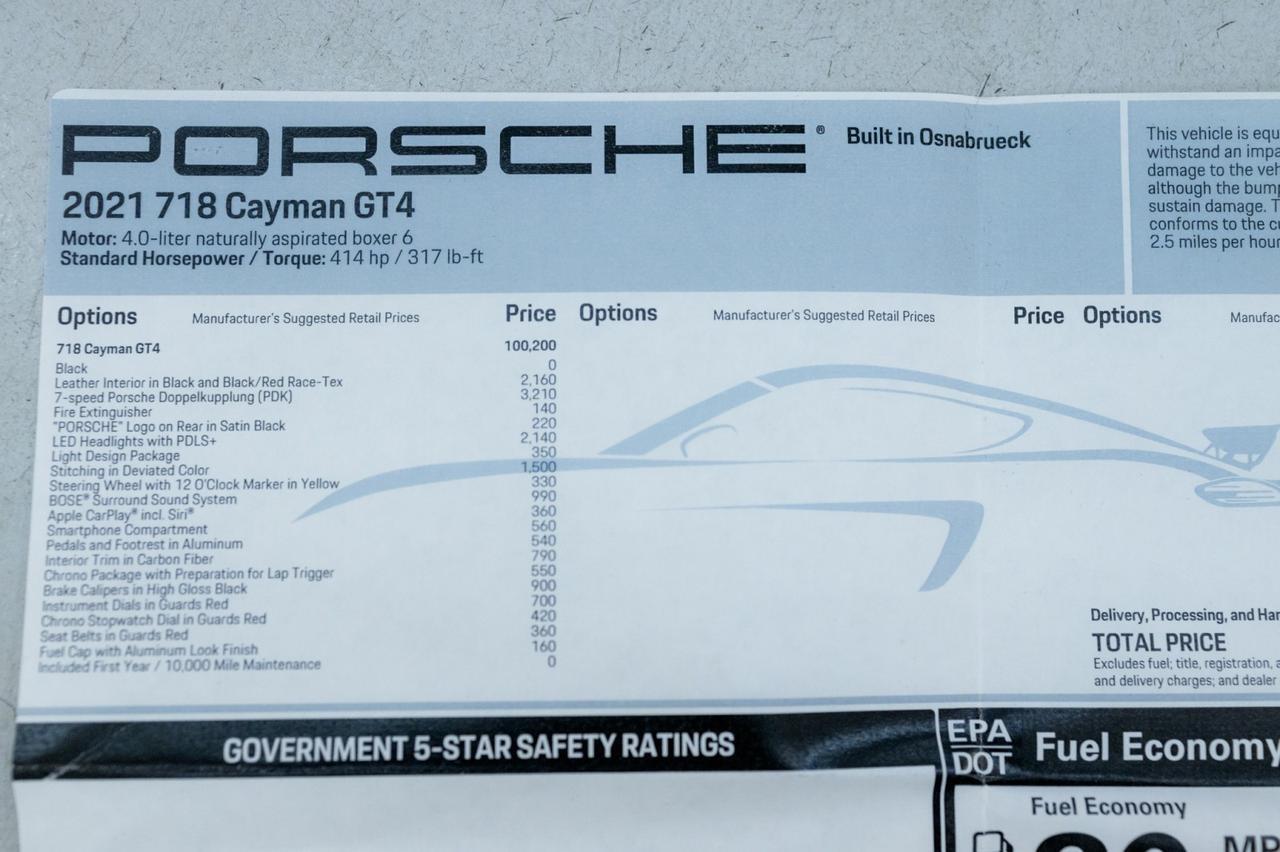 PORSCHE® Built in Osnabrueck
2021 718 Cayman GT4
Motor: 4.0-liter naturally aspirated boxer 6
Standard Horsepower / Torque: 414 hp / 317 lb-ft
This vehicle is equ
withstand an impa
damage to the veh
although the bump
sustain damage. T
conforms to the cu
2.5 miles per hour
Options Manufacturer's Suggested Retail Prices Price Options Manufacturer's Suggested Retail Prices Price Options Manufac
718 Cayman GT4 100,200
Black 0
Leather Interior in Black and Black/Red Race-Tex 2,160
7-speed Porsche Doppelkupplung (PDK) 3,210
Fire Extinguisher 140
"PORSCHE" Logo on Rear in Satin Black 220
LED Headlights with PDLS+ 2,140
Light Design Package 350
Stitching in Deviated Color 1,500
Steering Wheel with 12 O'Clock Marker in Yellow 330
BOSE® Surround Sound System 990
Apple CarPlay® incl. Siri® 360
Smartphone Compartment 560
Pedals and Footrest in Aluminum 540
Interior Trim in Carbon Fiber 790
Chrono Package with Preparation for Lap Trigger 550
Brake Calipers in High Gloss Black 900
Instrument Dials in Guards Red 700
Chrono Stopwatch Dial in Guards Red 420
Seat Belts in Guards Red 360
Fuel Cap with Aluminum Look Finish 160
Included First Year / 10,000 Mile Maintenance 0
Delivery, Processing, and Han
TOTAL PRICE
Excludes fuel; title, registration, a
and delivery charges; and dealer
GOVERNMENT 5-STAR SAFETY RATINGS
EPA
DOT
Fuel Economy
Fuel Economy